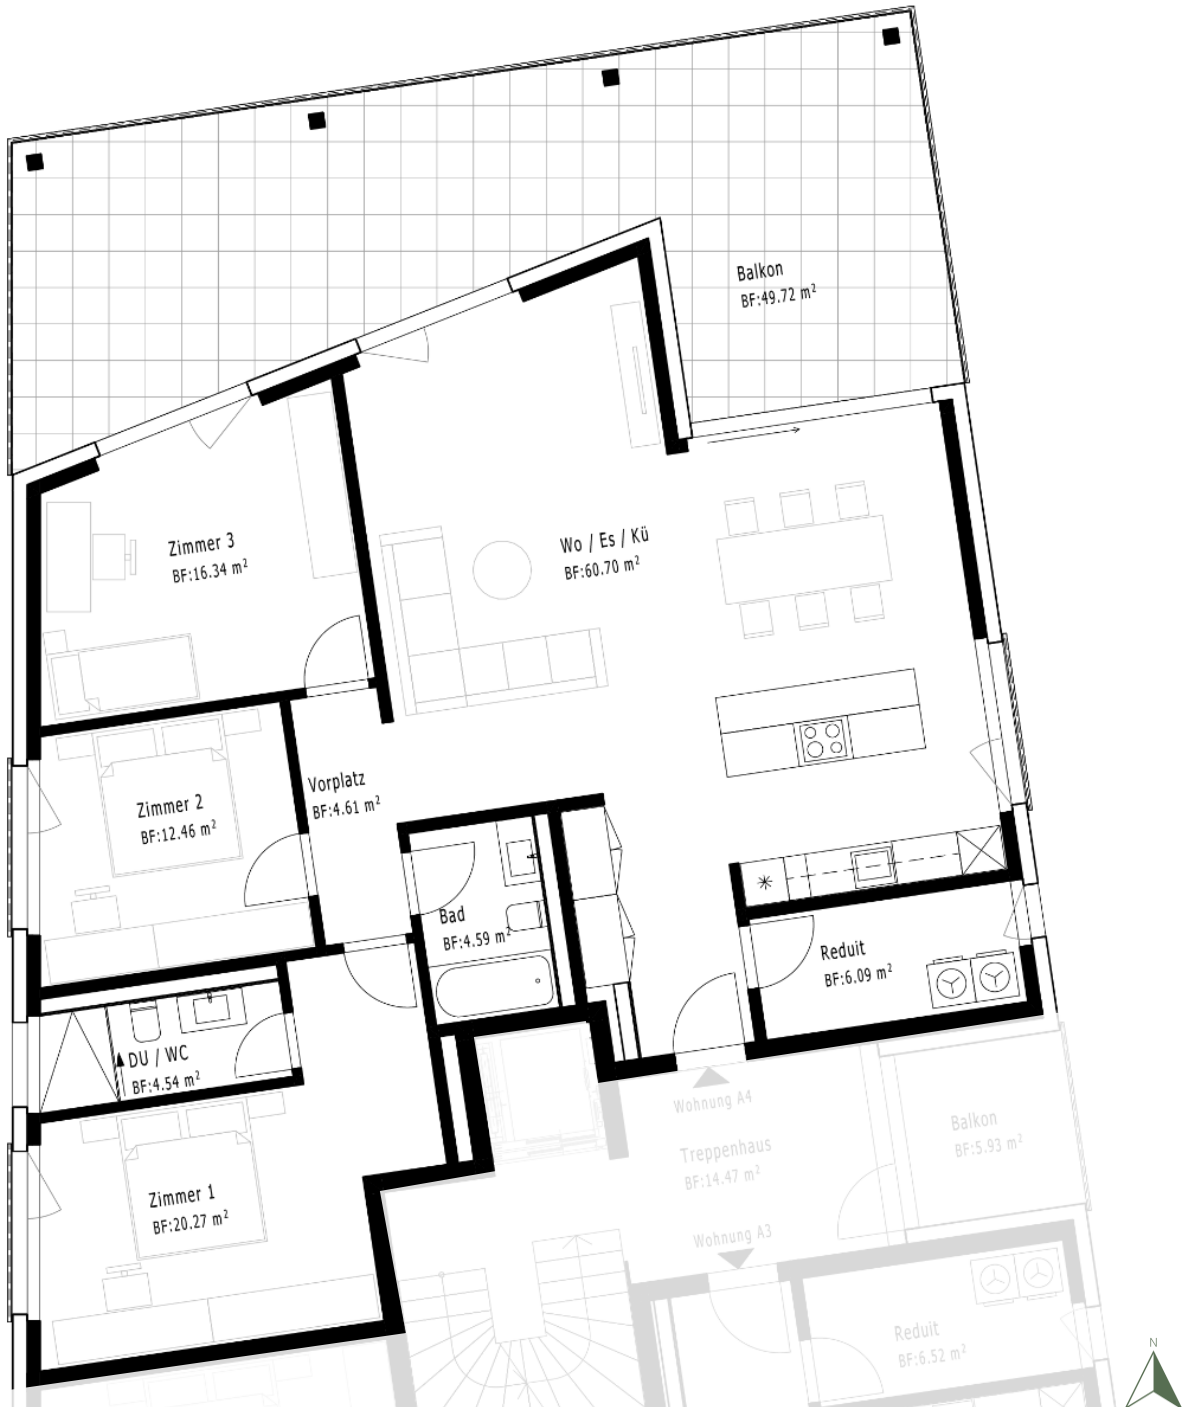 Balkon
BF:49.72 m²
Zimmer 3
BF:16.34 m²
Wo / Es / Kü
BF:60.70 m²
Zimmer 2
BF:12.46 m²
Vorplatz
BF:4.61 m²
Bad
BF:4.59 m²
Reduit
BF:6.09 m²
DU / WC
BF:4.54 m²
Wohnung A4
Treppenhaus
BF:14.47 m²
Balkon
BF:5.93 m²
Zimmer 1
BF:20.27 m²
Wohnung A3
Reduit
BF:6.52 m²
N